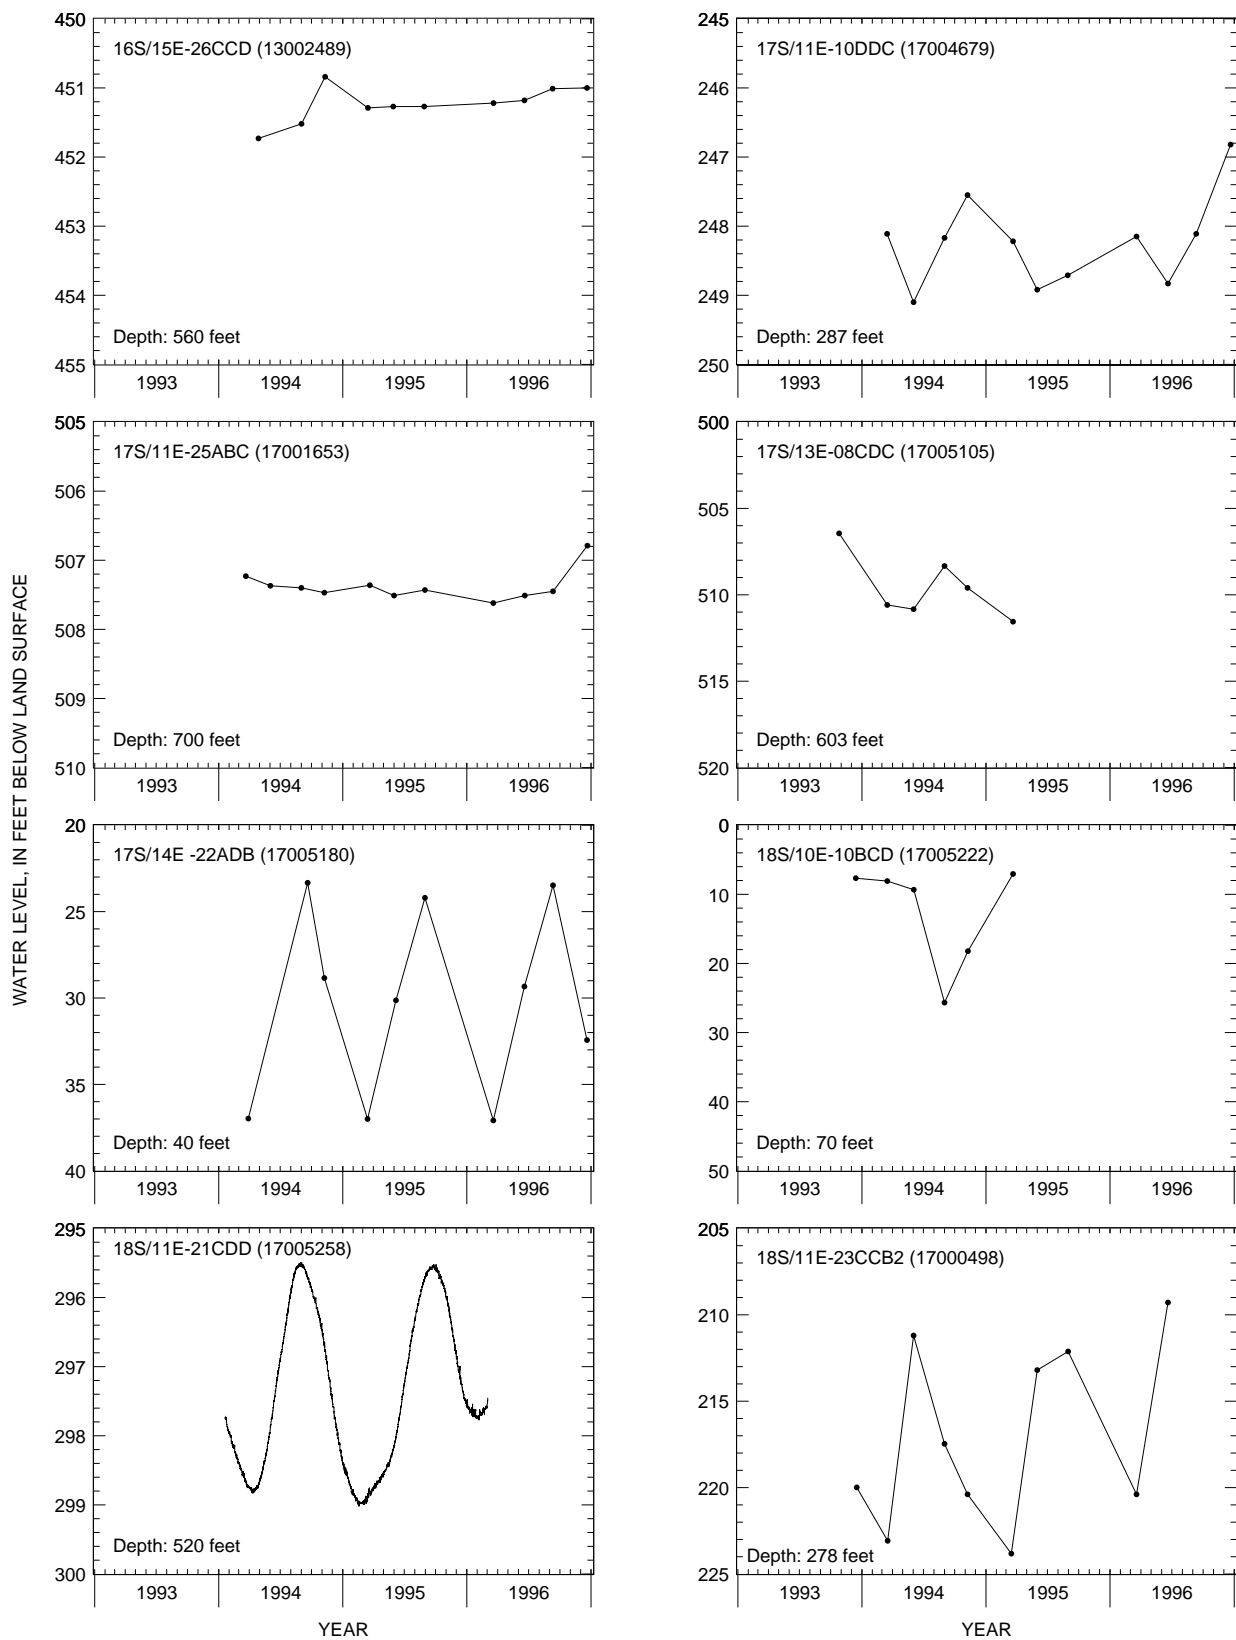 WATER LEVEL, IN FEET BELOW LAND SURFACE
16S/15E-26CCD (13002489)
450
451
452
453
454
455
Depth: 560 feet
1993 1994 1995 1996
17S/11E-10DDC (17004679)
245
246
247
248
249
250
Depth: 287 feet
1993 1994 1995 1996
17S/11E-25ABC (17001653)
505
506
507
508
509
510
Depth: 700 feet
1993 1994 1995 1996
17S/13E-08CDC (17005105)
500
505
510
515
520
Depth: 603 feet
1993 1994 1995 1996
17S/14E -22ADB (17005180)
20
25
30
35
40
Depth: 40 feet
1993 1994 1995 1996
18S/10E-10BCD (17005222)
0
10
20
30
40
50
Depth: 70 feet
1993 1994 1995 1996
18S/11E-21CDD (17005258)
295
296
297
298
299
300
Depth: 520 feet
1993 1994 1995 1996
YEAR
18S/11E-23CCB2 (17000498)
205
210
215
220
225
Depth: 278 feet
1993 1994 1995 1996
YEAR